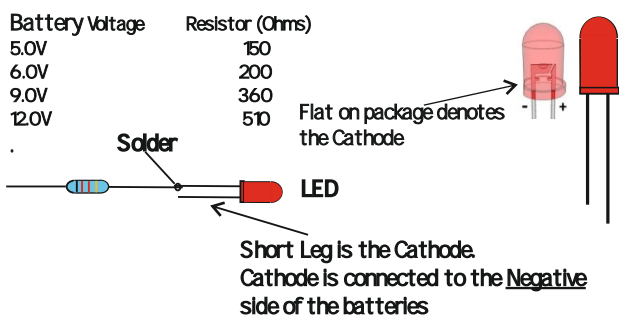 Battery Voltage Resistor (Ohms)
5.0V 150
6.0V 200
9.0V 360
12.0V 510
.
Flat on package denotes
the Cathode
- +
Solder
LED
Short Leg is the Cathode.
Cathode is connected to the Negative
side of the batteries